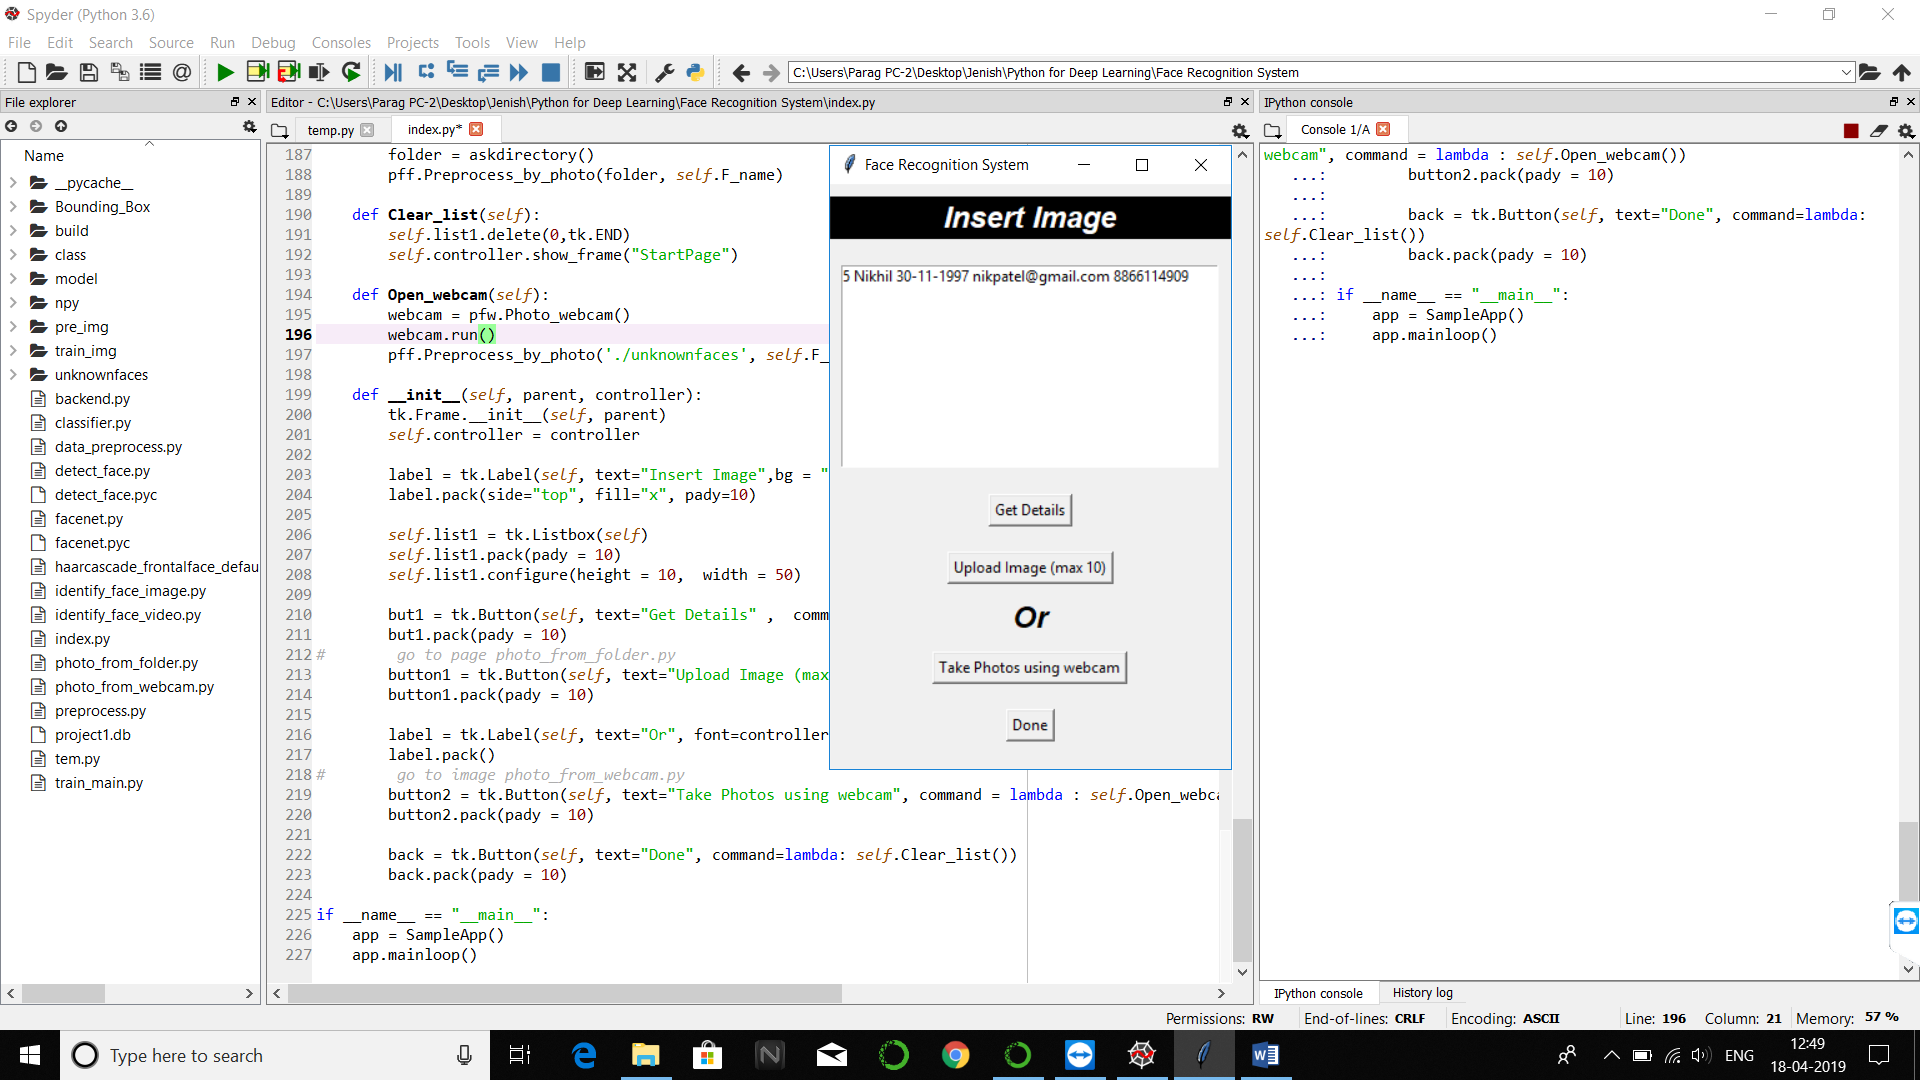 Spyder (Python 3.6)
File Edit Search Source Run Debug Consoles Projects Tools View Help
C:\Users\Parag PC-2\Desktop\Jenish\Python for Deep Learning\Face Recognition System
File explorer
Name
__pycache__
Bounding_Box
build
class
model
npy
pre_img
train_img
unknownfaces
backend.py
classifier.py
data_preprocess.py
detect_face.py
detect_face.pyc
facenet.py
facenet.pyc
haarcascade_frontalface_defau
identify_face_image.py
identify_face_video.py
index.py
photo_from_folder.py
photo_from_webcam.py
preprocess.py
project1.db
tem.py
train_main.py
Editor - C:\Users\Parag PC-2\Desktop\Jenish\Python for Deep Learning\Face Recognition System\index.py
temp.py index.py*
187         folder = askdirectory()
188         pff.Preprocess_by_photo(folder, self.F_name)
189
190     def Clear_list(self):
191         self.list1.delete(0,tk.END)
192         self.controller.show_frame("StartPage")
193
194     def Open_webcam(self):
195         webcam = pfw.Photo_webcam()
196         webcam.run()
197         pff.Preprocess_by_photo('./unknownfaces', self.F_
198
199     def __init__(self, parent, controller):
200         tk.Frame.__init__(self, parent)
201         self.controller = controller
202
203         label = tk.Label(self, text="Insert Image",bg = "
204         label.pack(side="top", fill="x", pady=10)
205
206         self.list1 = tk.Listbox(self)
207         self.list1.pack(pady = 10)
208         self.list1.configure(height = 10,  width = 50)
209
210         but1 = tk.Button(self, text="Get Details" ,  comm
211         but1.pack(pady = 10)
212 #        go to page photo_from_folder.py
213         button1 = tk.Button(self, text="Upload Image (max
214         button1.pack(pady = 10)
215
216         label = tk.Label(self, text="Or", font=controller
217         label.pack()
218 #        go to image photo_from_webcam.py
219         button2 = tk.Button(self, text="Take Photos using webcam", command = lambda : self.Open_webca
220         button2.pack(pady = 10)
221
222         back = tk.Button(self, text="Done", command=lambda: self.Clear_list())
223         back.pack(pady = 10)
224
225 if __name__ == "__main__":
226     app = SampleApp()
227     app.mainloop()
Face Recognition System
Insert Image
5 Nikhil 30-11-1997 nikpatel@gmail.com 8866114909
Get Details
Upload Image (max 10)
Or
Take Photos using webcam
Done
IPython console
Console 1/A
webcam", command = lambda : self.Open_webcam())
...:         button2.pack(pady = 10)
...:
...:         back = tk.Button(self, text="Done", command=lambda:
self.Clear_list())
...:         back.pack(pady = 10)
...:
...: if __name__ == "__main__":
...:     app = SampleApp()
...:     app.mainloop()
IPython console History log
Permissions: RW End-of-lines: CRLF Encoding: ASCII Line: 196 Column: 21 Memory: 57 %
Type here to search
ENG
12:49
18-04-2019